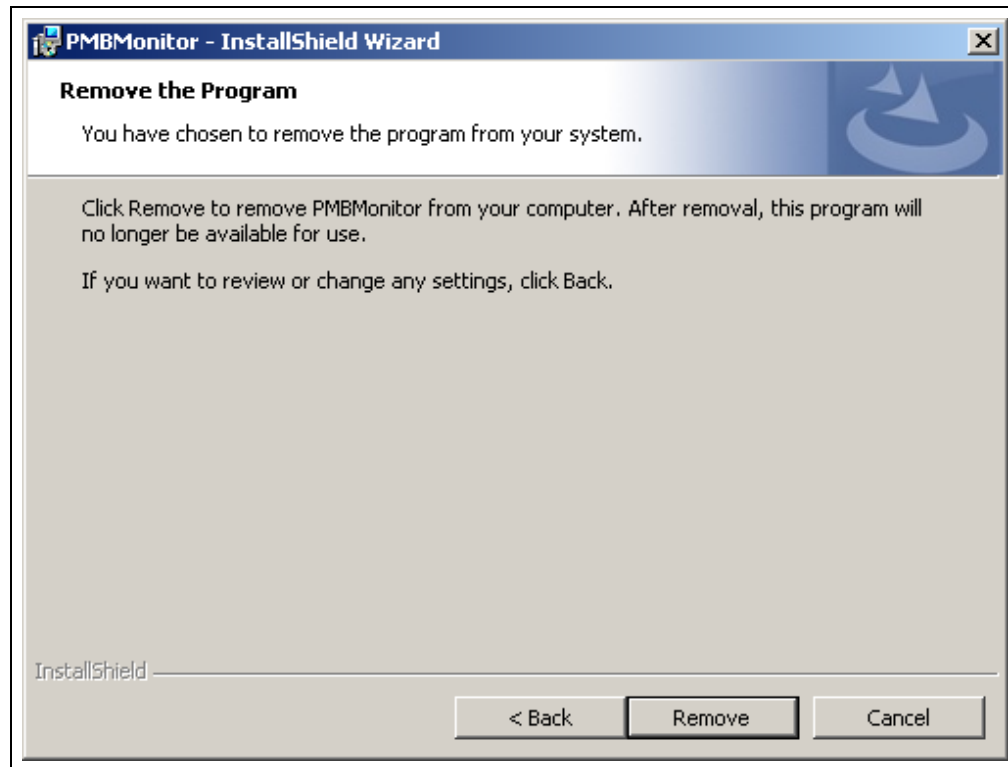 PMBMonitor - InstallShield Wizard
Remove the Program
You have chosen to remove the program from your system.
Click Remove to remove PMBMonitor from your computer. After removal, this program will
no longer be available for use.
If you want to review or change any settings, click Back.
InstallShield
< Back Remove Cancel